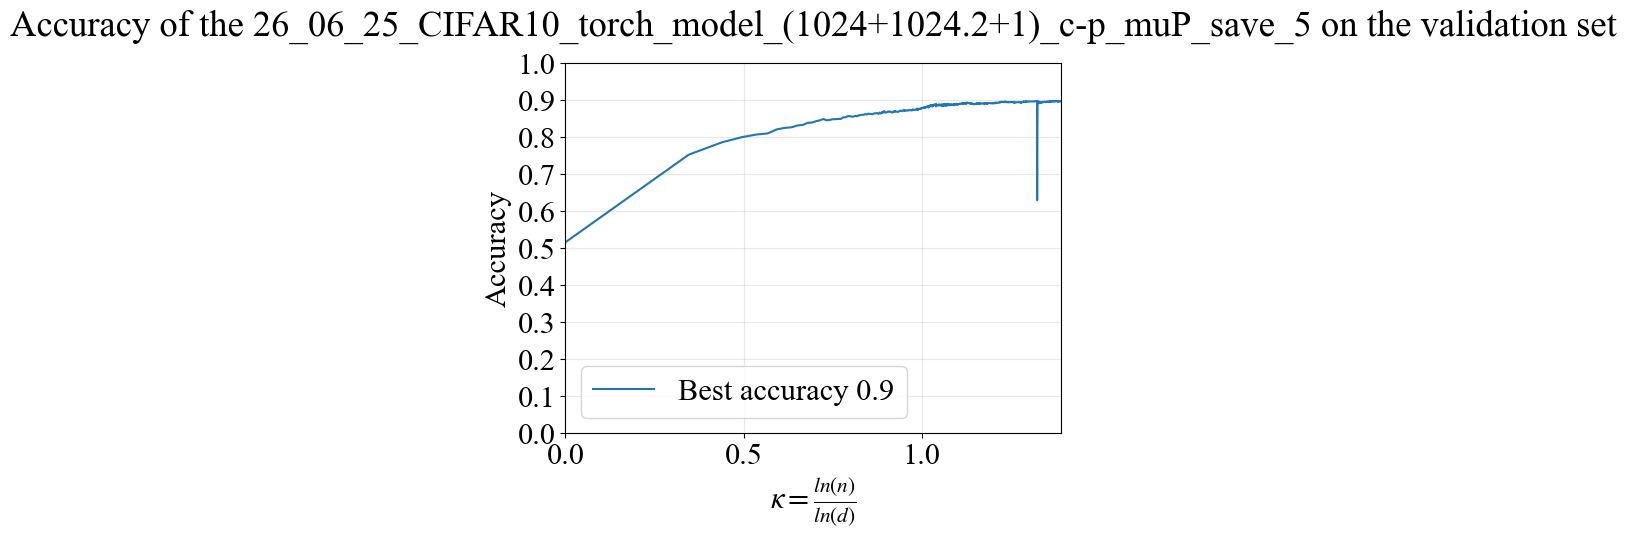 Accuracy of the 26_06_25_CIFAR10_torch_model_(1024+1024.2+1)_c-p_muP_save_5 on the validation set
1.0
0.9
0.8
0.7
0.6
0.5
0.4
0.3
0.2
0.1
0.0
Accuracy
Best accuracy 0.9
0.0 0.5 1.0
κ = ln(n) / ln(d)